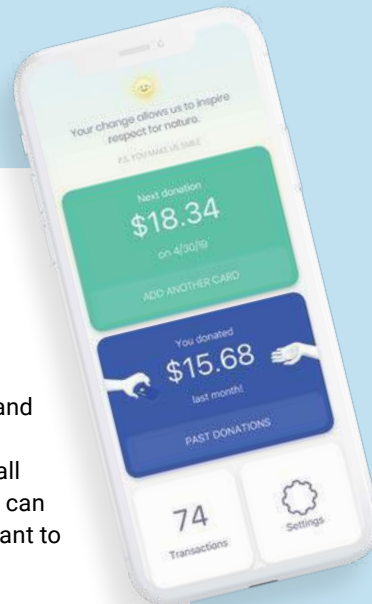 Your change allows us to inspire
respect for nature.
P.S. YOU MAKE US SMILE
Next donation
$18.34
on 4/30/19
ADD ANOTHER CARD
You donated
$15.68
last month!
PAST DONATIONS
74
Transactions
Settings
and
all
can
ant to